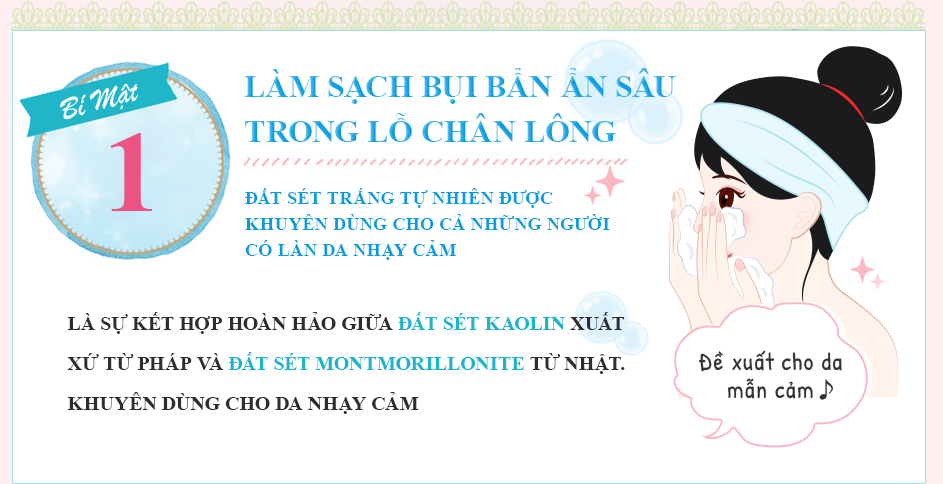 Bí Mật
1
LÀM SẠCH BỤI BẨN ẨN SÂU
TRONG LỖ CHÂN LÔNG
ĐẤT SÉT TRẮNG TỰ NHIÊN ĐƯỢC
KHUYÊN DÙNG CHO CẢ NHỮNG NGƯỜI
CÓ LÀN DA NHẠY CẢM
LÀ SỰ KẾT HỢP HOÀN HẢO GIỮA ĐẤT SÉT KAOLIN XUẤT
XỨ TỪ PHÁP VÀ ĐẤT SÉT MONTMORILLONITE TỪ NHẬT.
KHUYÊN DÙNG CHO DA NHẠY CẢM
Đề xuất cho da
mẫn cảm ♪